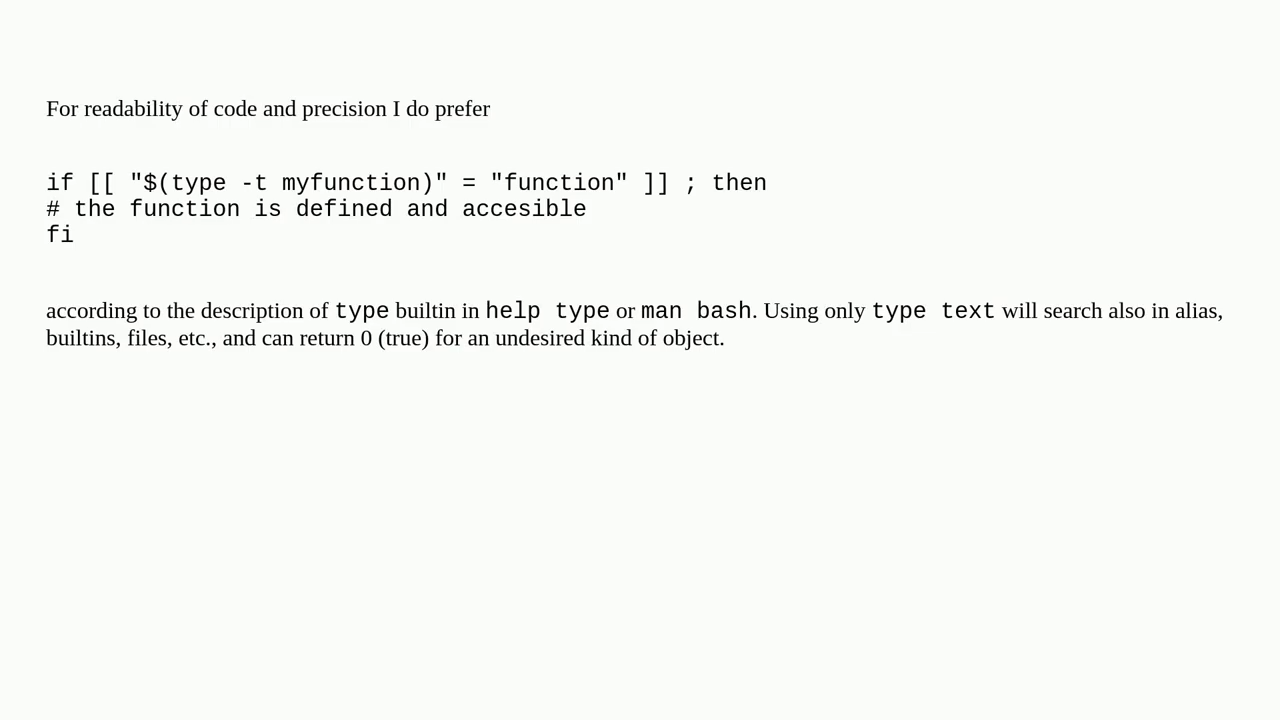 For readability of code and precision I do prefer
if [[ "$(type -t myfunction)" = "function" ]] ; then
# the function is defined and accesible
fi
according to the description of type builtin in help type or man bash. Using only type text will search also in alias,
builtins, files, etc., and can return 0 (true) for an undesired kind of object.